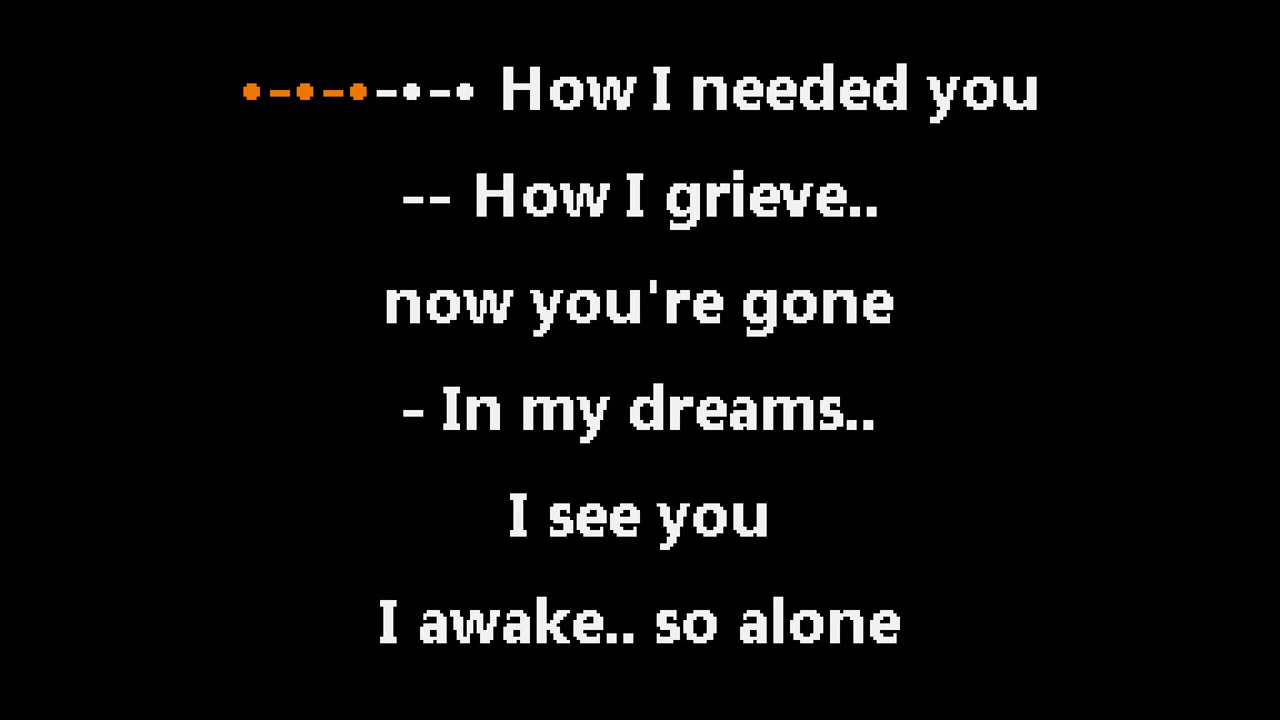 •-•-•-•-• How I needed you
-- How I grieve..
now you're gone
- In my dreams..
I see you
I awake.. so alone